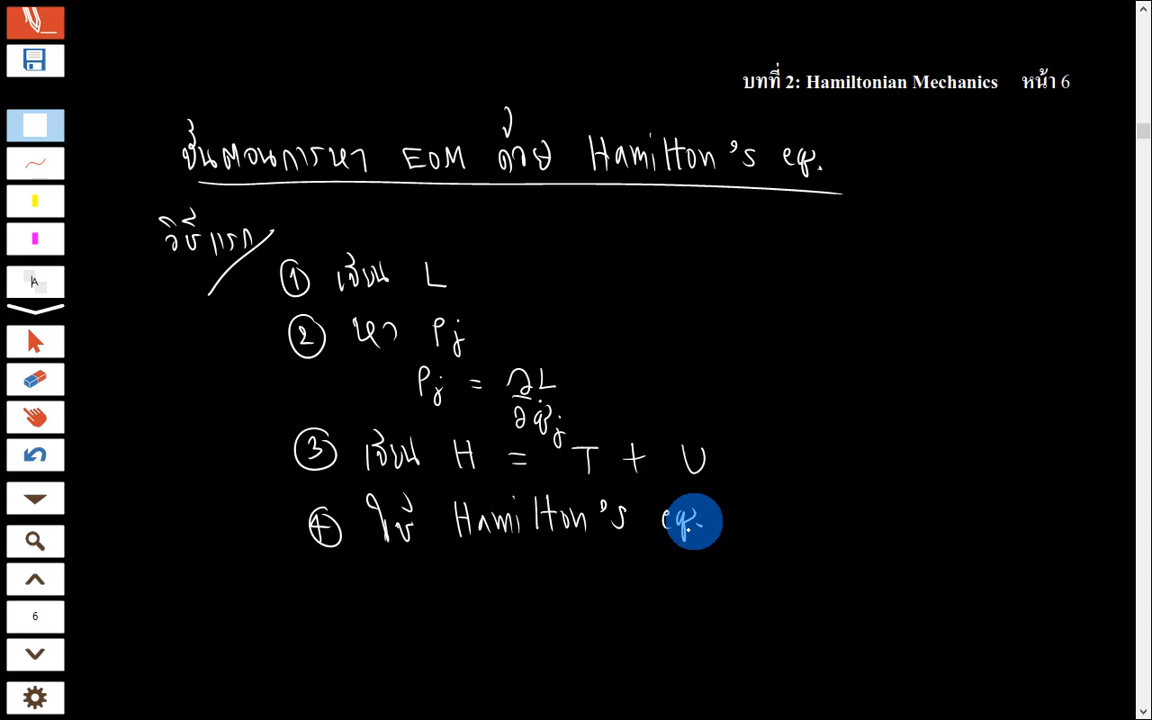 บทที่ 2: Hamiltonian Mechanics หน้า 6
ขั้นตอนการหา EOM ด้วย Hamilton's eq.
วิธีแรก
① เขียน L
② หา Pj
Pj = ∂L/∂q̇j
③ เขียน H = T + U
④ ใช้ Hamilton's eq.
6